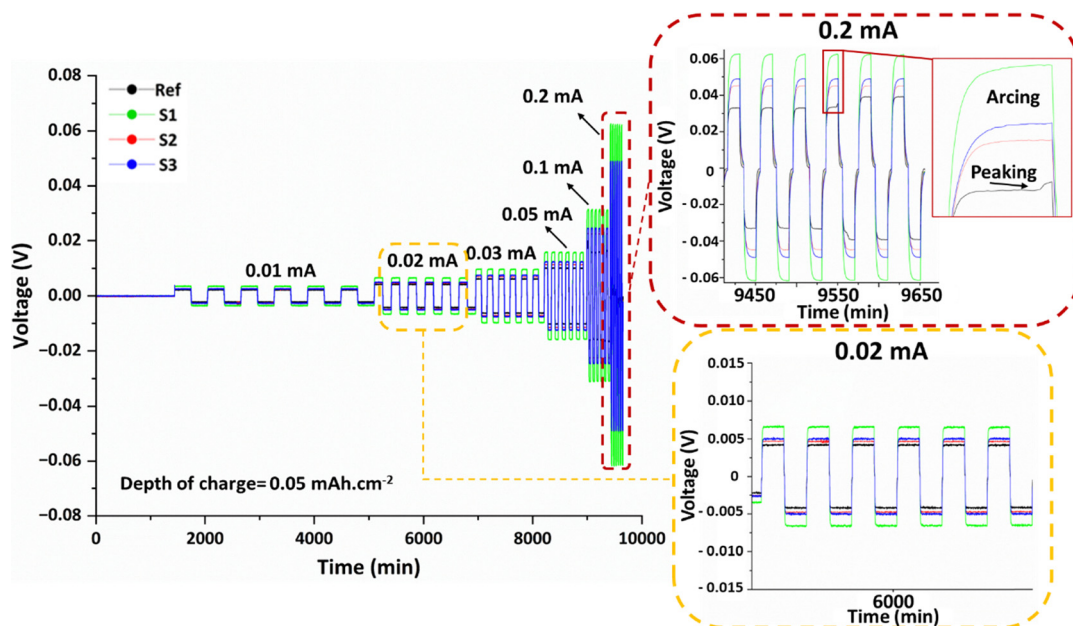 0.08
0.06
0.04
0.02
0.00
−0.02
−0.04
−0.06
−0.08
Voltage (V)
Ref
S1
S2
S3
0.01 mA
0.02 mA
0.03 mA
0.05 mA
0.1 mA
0.2 mA
Depth of charge= 0.05 mAh.cm⁻²
0 2000 4000 6000 8000 10000
Time (min)
0.2 mA
0.06
0.04
0.02
0
- 0.02
- 0.04
- 0.06
Voltage (V)
Arcing
Peaking
9450 9550 9650
Time (min)
0.02 mA
0.015
0.010
0.005
0
- 0.005
- 0.010
- 0.015
Voltage (V)
6000
Time (min)